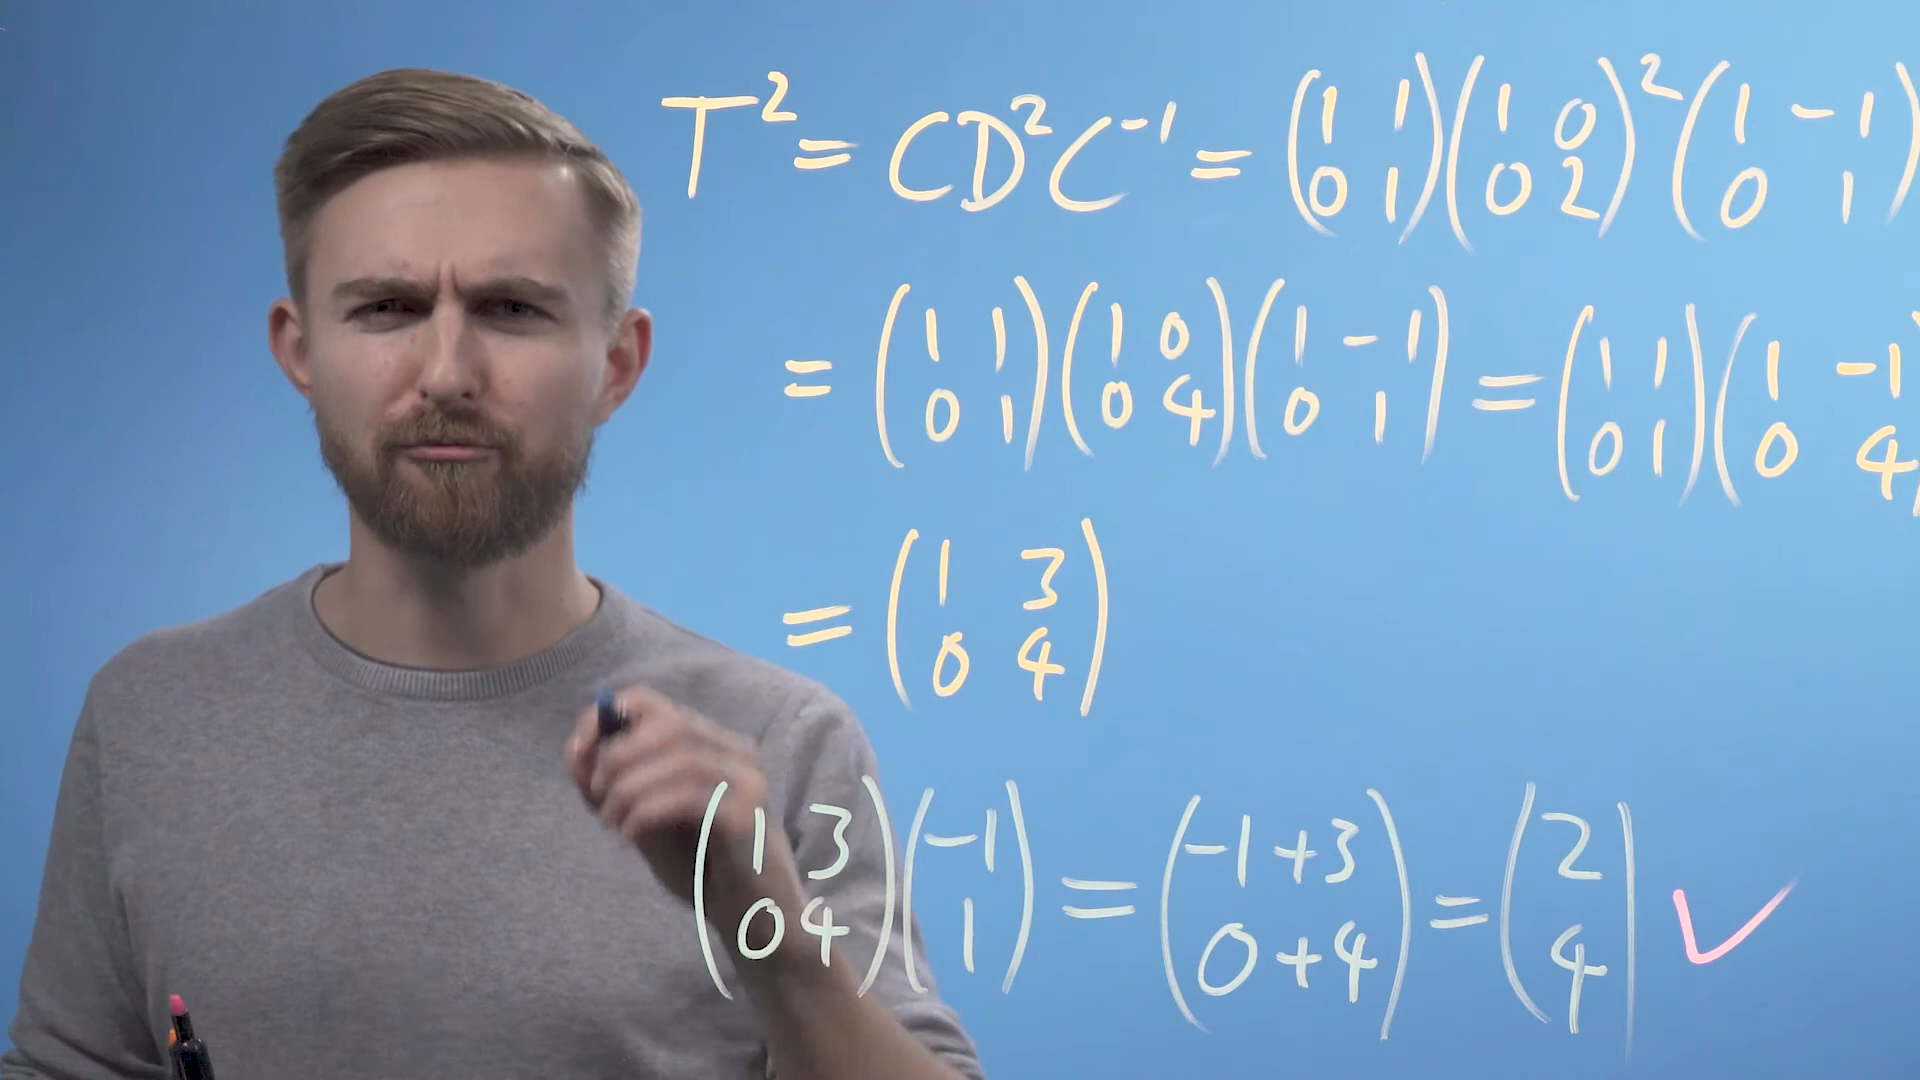 T² = CD²C⁻¹ = (1 1; 0 1)(1 0; 0 2)²(1 -1; 0 1)
= (1 1; 0 1)(1 0; 0 4)(1 -1; 0 1) = (1 1; 0 1)(1 -1; 0 4)
= (1 3; 0 4)
(1 3; 0 4)(-1; 1) = (-1+3; 0+4) = (2; 4) ✓